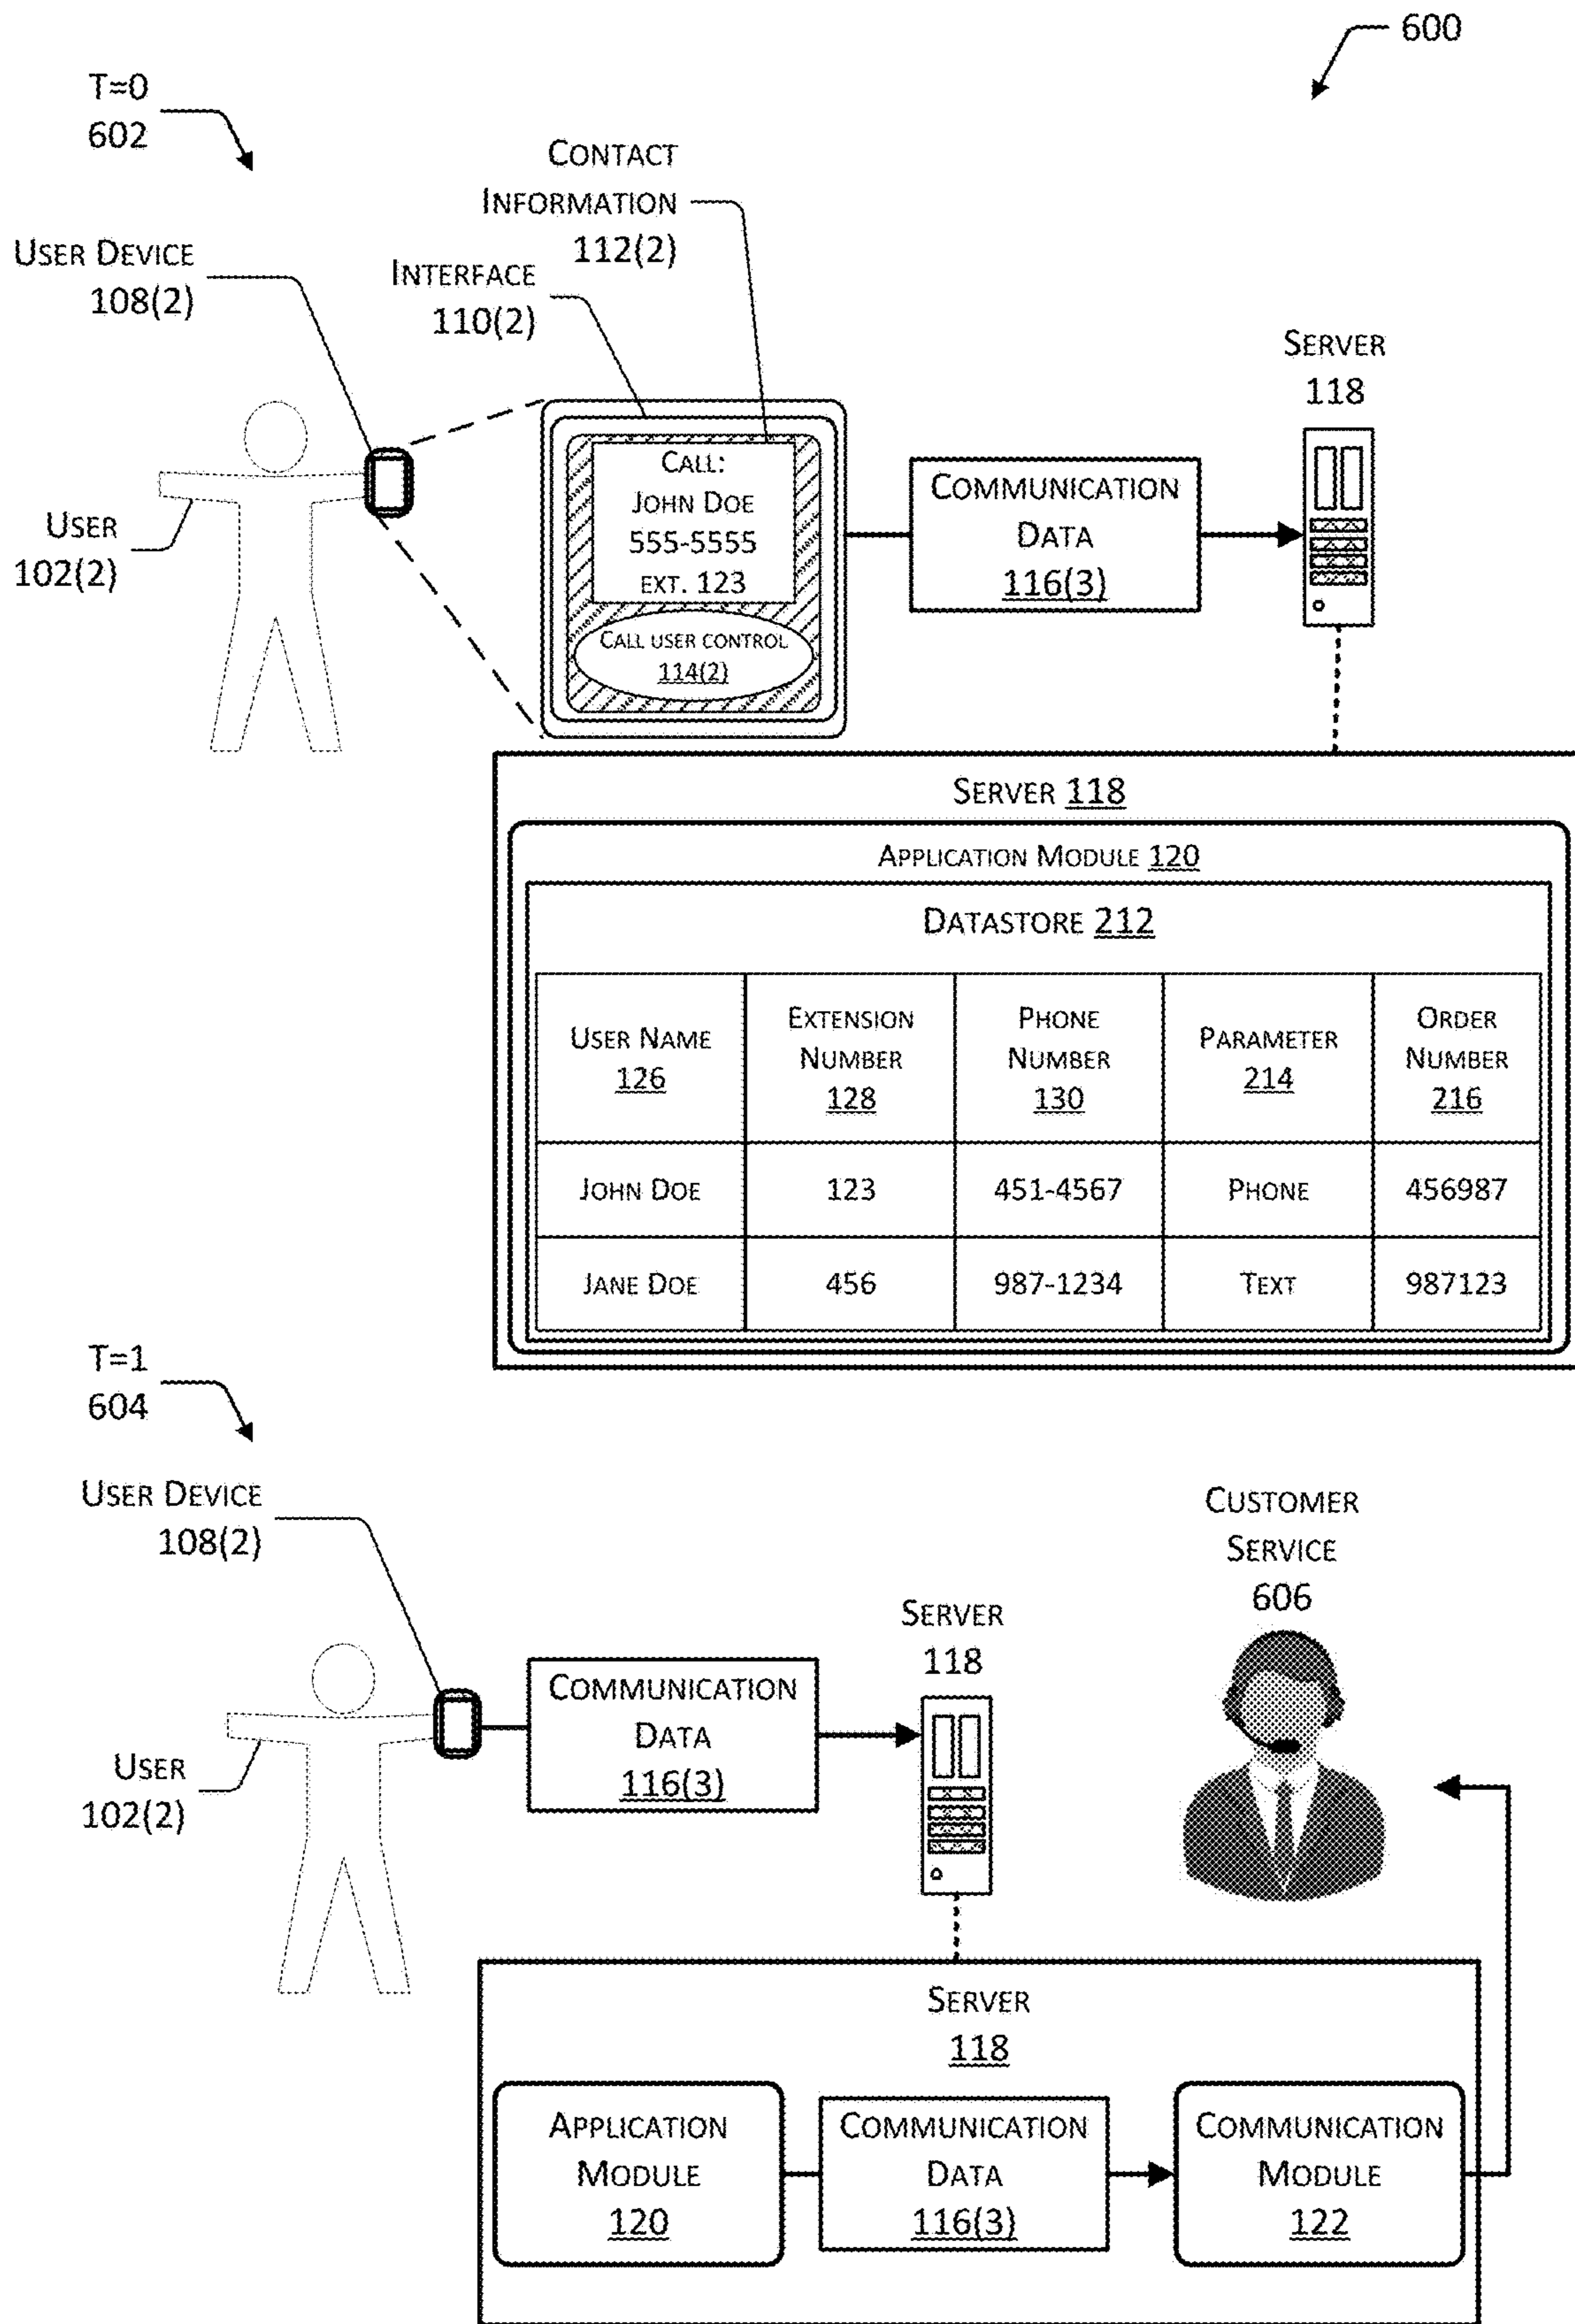 600
T=0
602
CONTACT
INFORMATION
112(2)
USER DEVICE
108(2)
INTERFACE
110(2)
SERVER
118
CALL:
JOHN DOE
555-5555
EXT. 123
CALL USER CONTROL
114(2)
COMMUNICATION
DATA
116(3)
USER
102(2)
SERVER 118
APPLICATION MODULE 120
DATASTORE 212
USER NAME
126
EXTENSION
NUMBER
128
PHONE
NUMBER
130
PARAMETER
214
ORDER
NUMBER
216
JOHN DOE 123 451-4567 PHONE 456987
JANE DOE 456 987-1234 TEXT 987123
T=1
604
USER DEVICE
108(2)
CUSTOMER
SERVICE
606
SERVER
118
COMMUNICATION
DATA
116(3)
USER
102(2)
SERVER
118
APPLICATION
MODULE
120
COMMUNICATION
DATA
116(3)
COMMUNICATION
MODULE
122